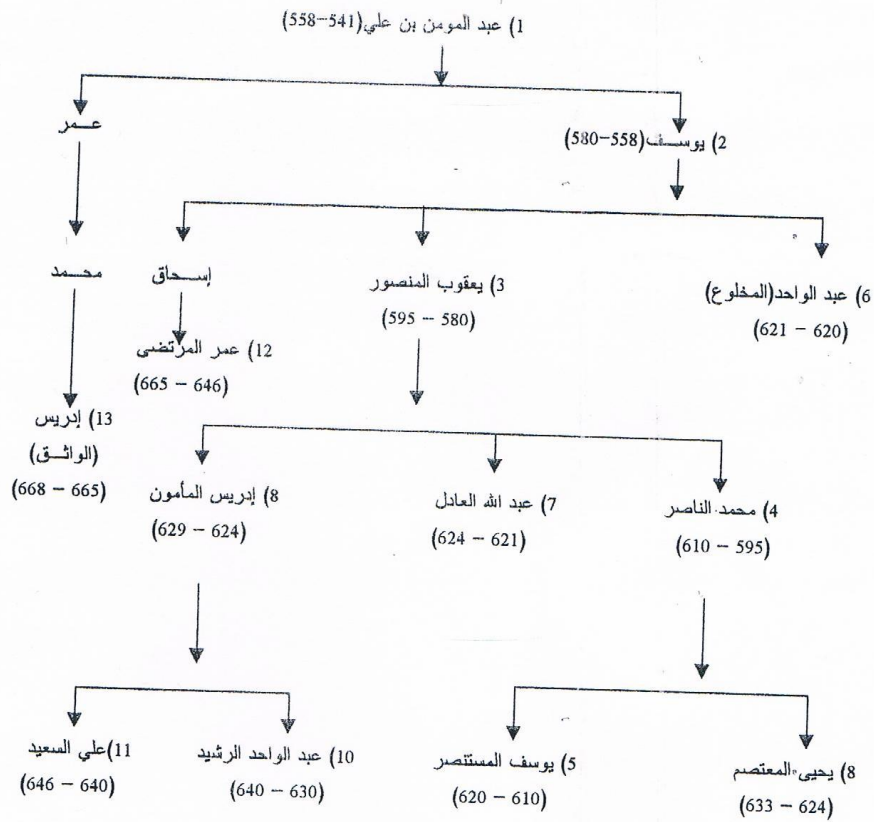 1) عبد المومن بن علي(541-558)
عمر
2) يوسف(558-580)
6) عبد الواحد(المخلوع)
(620 – 621)
3) يعقوب المنصور
(580 – 595)
إسحاق
محمد
12) عمر المرتضى
(646 – 665)
13) إدريس
(الواثق)
(665 – 668)
4) محمد الناصر
(595 – 610)
7) عبد الله العادل
(621 – 624)
8) إدريس المأمون
(624 – 629)
8) يحيى المعتصم
(624 – 633)
5) يوسف المستنصر
(610 – 620)
10) عبد الواحد الرشيد
(630 – 640)
11)علي السعيد
(640 – 646)